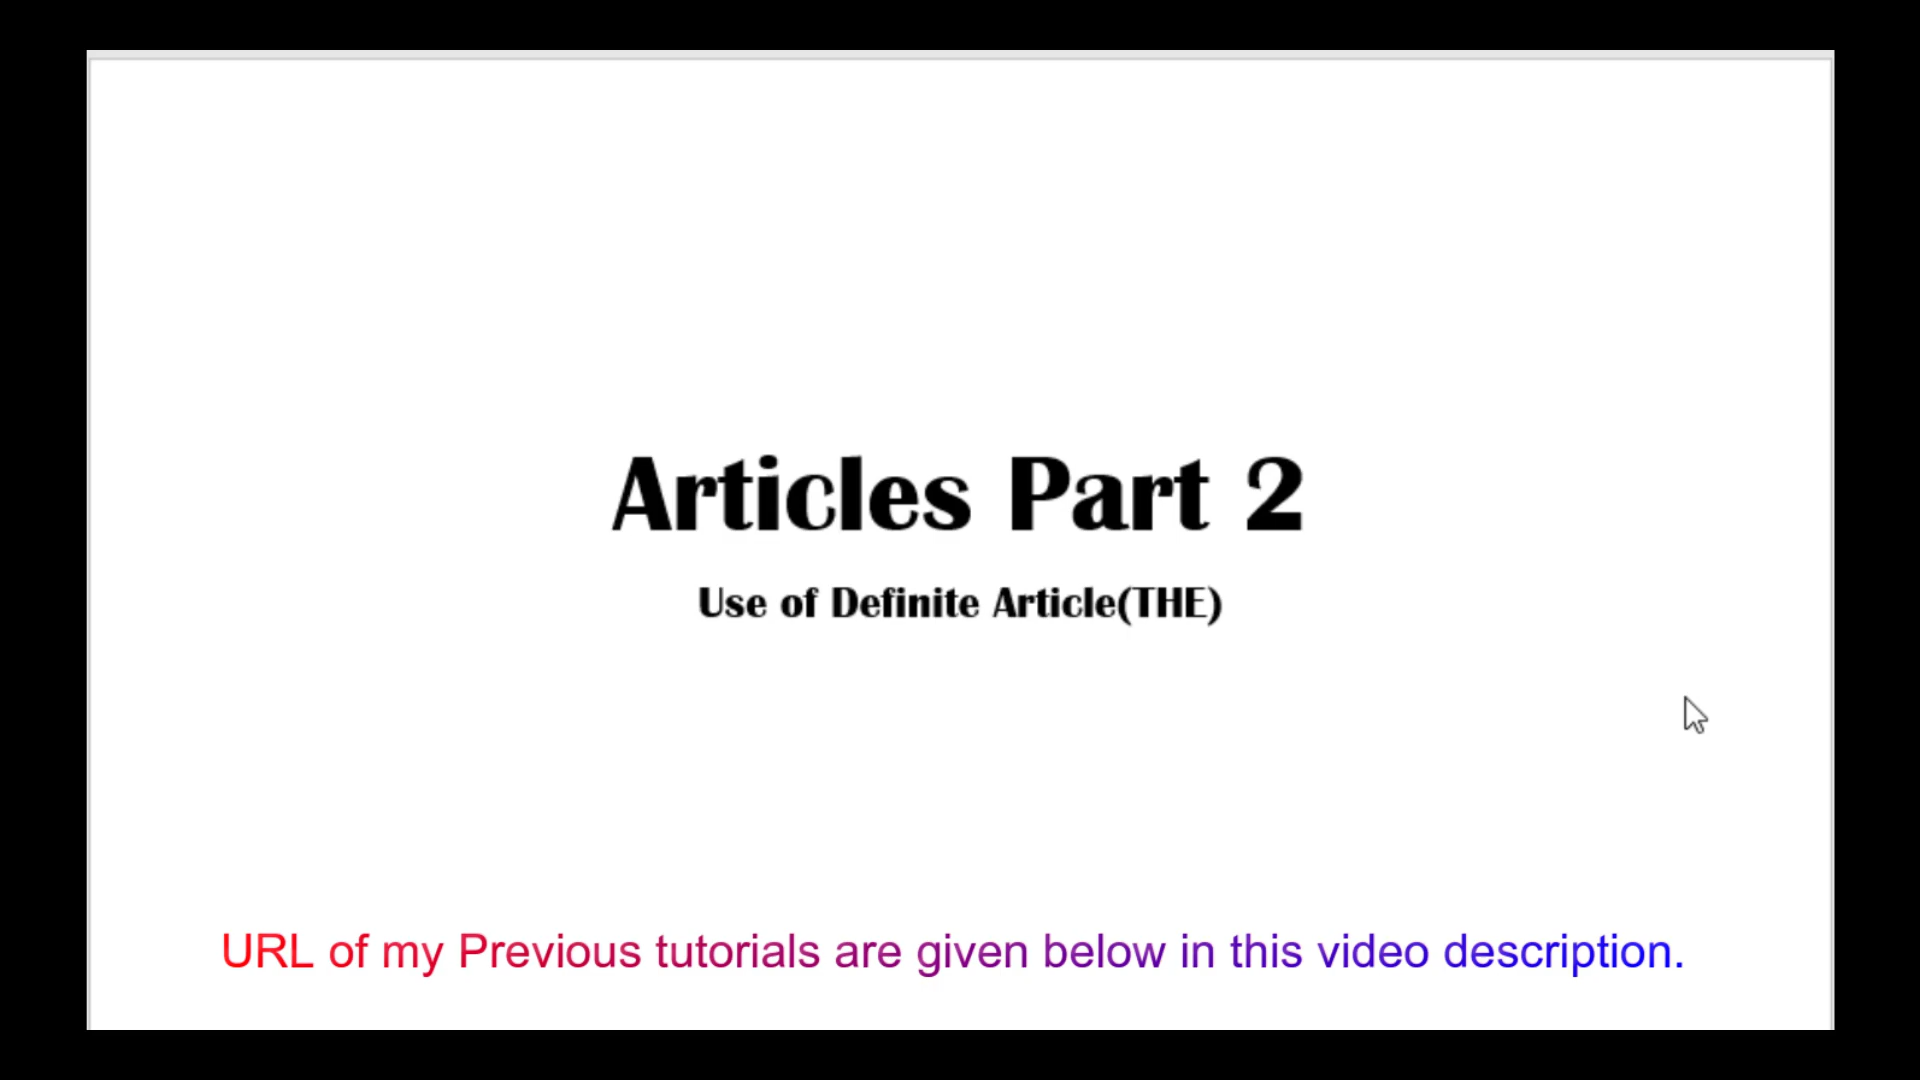 Articles Part 2
Use of Definite Article(THE)
URL of my Previous tutorials are given below in this video description.